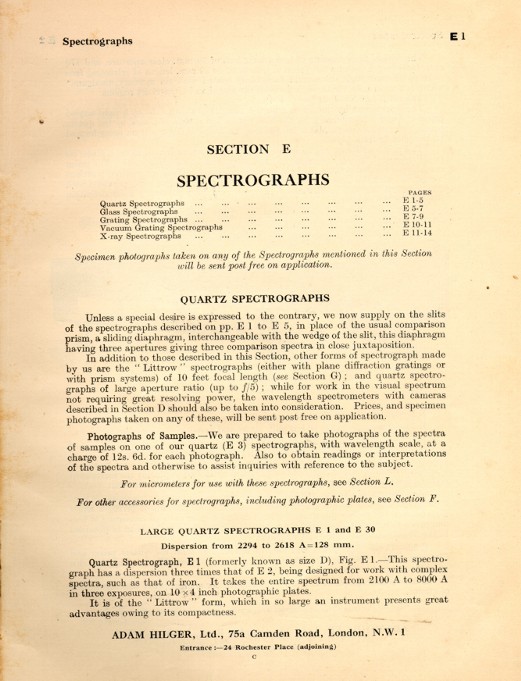 Spectrographs E 1
SECTION E
SPECTROGRAPHS
PAGES
Quartz Spectrographs ... ... ... ... ... ... ... ... E 1-5
Glass Spectrographs ... ... ... ... ... ... ... ... E 5-7
Grating Spectrographs ... ... ... ... ... ... ... ... E 7-9
Vacuum Grating Spectrographs ... ... ... ... ... ... E 10-11
X-ray Spectrographs ... ... ... ... ... ... ... ... E 11-14
Specimen photographs taken on any of the Spectrographs mentioned in this Section
will be sent post free on application.
QUARTZ SPECTROGRAPHS
Unless a special desire is expressed to the contrary, we now supply on the slits
of the spectrographs described on pp. E 1 to E 5, in place of the usual comparison
prism, a sliding diaphragm, interchangeable with the wedge of the slit, this diaphragm
having three apertures giving three comparison spectra in close juxtaposition.
In addition to those described in this Section, other forms of spectrograph made
by us are the " Littrow " spectrographs (either with plane diffraction gratings or
with prism systems) of 10 feet focal length (see Section G) ; and quartz spectro-
graphs of large aperture ratio (up to f/5) ; while for work in the visual spectrum
not requiring great resolving power, the wavelength spectrometers with cameras
described in Section D should also be taken into consideration. Prices, and specimen
photographs taken on any of these, will be sent post free on application.
Photographs of Samples.—We are prepared to take photographs of the spectra
of samples on one of our quartz (E 3) spectrographs, with wavelength scale, at a
charge of 12s. 6d. for each photograph. Also to obtain readings or interpretations
of the spectra and otherwise to assist inquiries with reference to the subject.
For micrometers for use with these spectrographs, see Section L.
For other accessories for spectrographs, including photographic plates, see Section F.
LARGE QUARTZ SPECTROGRAPHS E 1 and E 30
Dispersion from 2294 to 2618 A=128 mm.
Quartz Spectrograph, E 1 (formerly known as size D), Fig. E 1.—This spectro-
graph has a dispersion three times that of E 2, being designed for work with complex
spectra, such as that of iron. It takes the entire spectrum from 2100 A to 8000 A
in three exposures, on 10 × 4 inch photographic plates.
It is of the " Littrow " form, which in so large an instrument presents great
advantages owing to its compactness.
ADAM HILGER, Ltd., 75a Camden Road, London, N.W. 1
Entrance :—24 Rochester Place (adjoining)
C